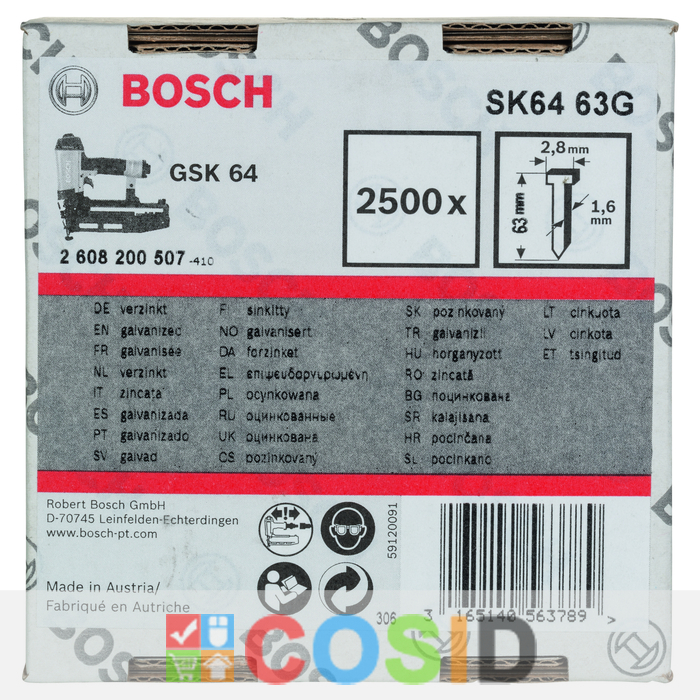 BOSCH
SK64 63G
GSK 64
2500 x
2,8 mm
63 mm
1,6 mm
2 608 200 507 -410
DE verzinkt
EN galvanized
FR galvanisée
NL verzinkt
IT zincata
ES galvanizada
PT galvanizado
SV galvad
FI sinkitty
NO galvanisert
DA forzinket
EL επιψευδαργυρωμένη
PL ocynkowana
RU оцинкованные
UK оцинкована
CS pozinkovaný
SK pozinkovaný
TR galvanizli
HU horganyzott
RO zincată
BG поцинкована
SR kalajisana
HR pocinčana
SL pocinkano
LT cinkuota
LV cinkota
ET tsingitud
Robert Bosch GmbH
D-70745 Leinfelden-Echterdingen
www.bosch-pt.com
59120091
Made in Austria/
Fabriqué en Autriche
306
3 165140 563789 >
COSID